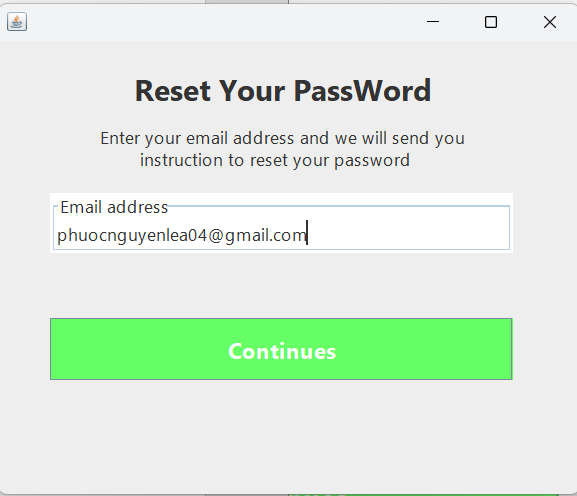 Reset Your PassWord
Enter your email address and we will send you
instruction to reset your password
Email address
phuocnguyenlea04@gmail.com
Continues